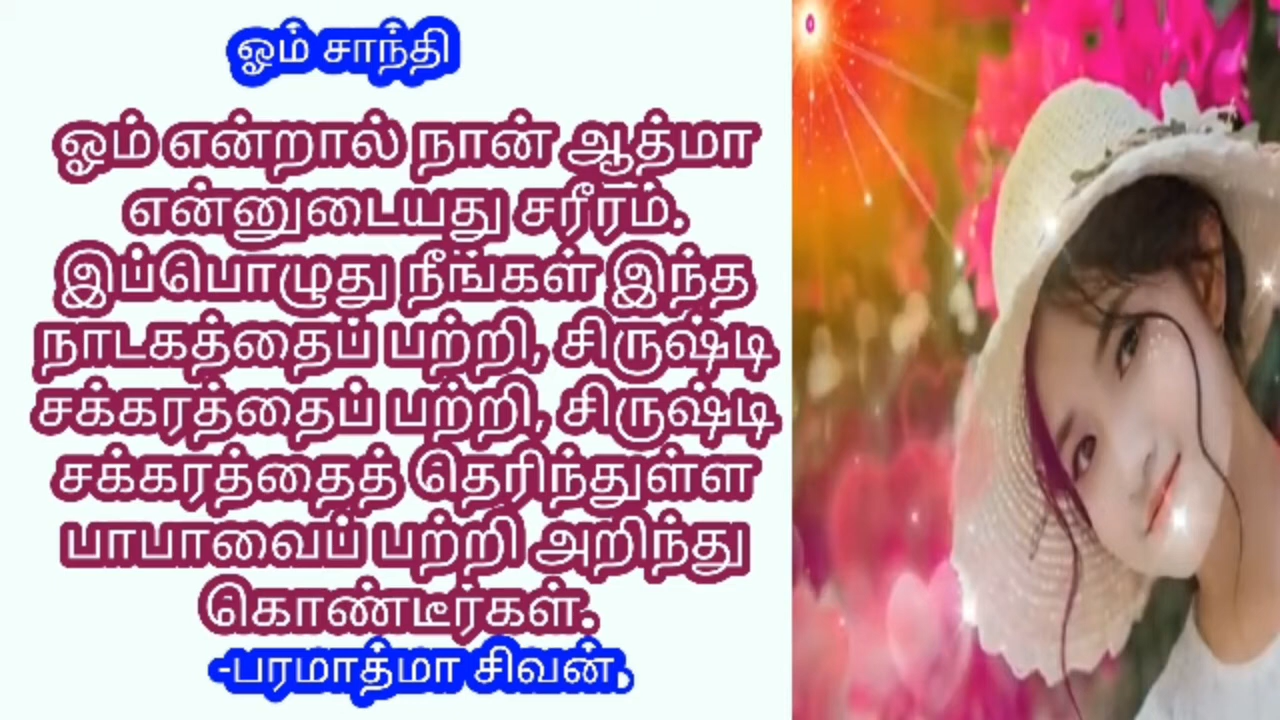 ஓம் சாந்தி
ஓம் என்றால் நான் ஆத்மா
என்னுடையது சரீரம்.
இப்பொழுது நீங்கள் இந்த
நாடகத்தைப் பற்றி, சிருஷ்டி
சக்கரத்தைப் பற்றி, சிருஷ்டி
சக்கரத்தைத் தெரிந்துள்ள
பாபாவைப் பற்றி அறிந்து
கொண்டீர்கள்.
-பரமாத்மா சிவன்,